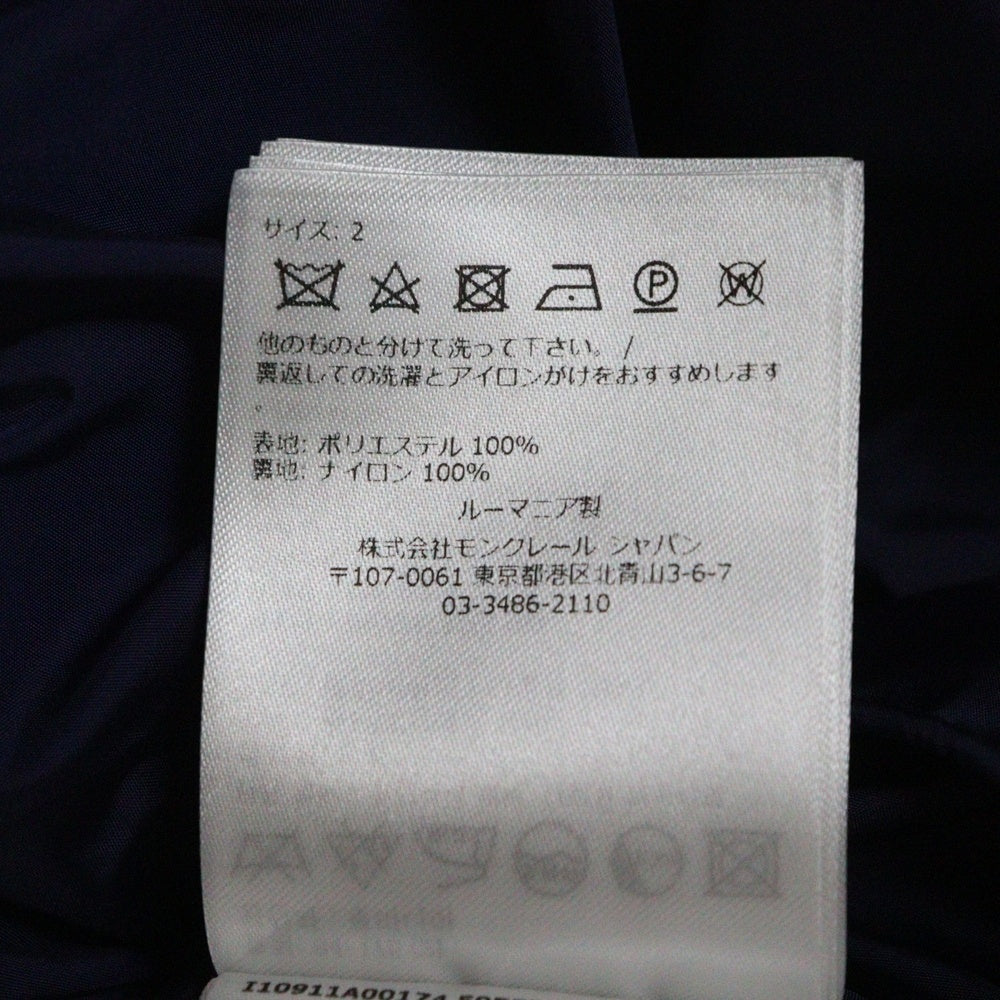 サイズ: 2
P W
他のものと分けて洗って下さい。 /
裏返しての洗濯とアイロンがけをおすすめします
。
表地: ポリエステル 100%
裏地: ナイロン 100%
ルーマニア製
株式会社モンクレール ジャパン
〒107-0061 東京都港区北青山3-6-7
03-3486-2110
I10911A00174